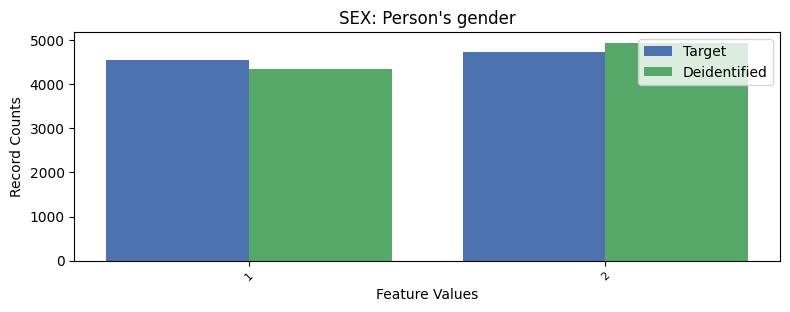 SEX: Person's gender
Target
Deidentified
Record Counts
5000
4000
3000
2000
1000
0
1
2
Feature Values